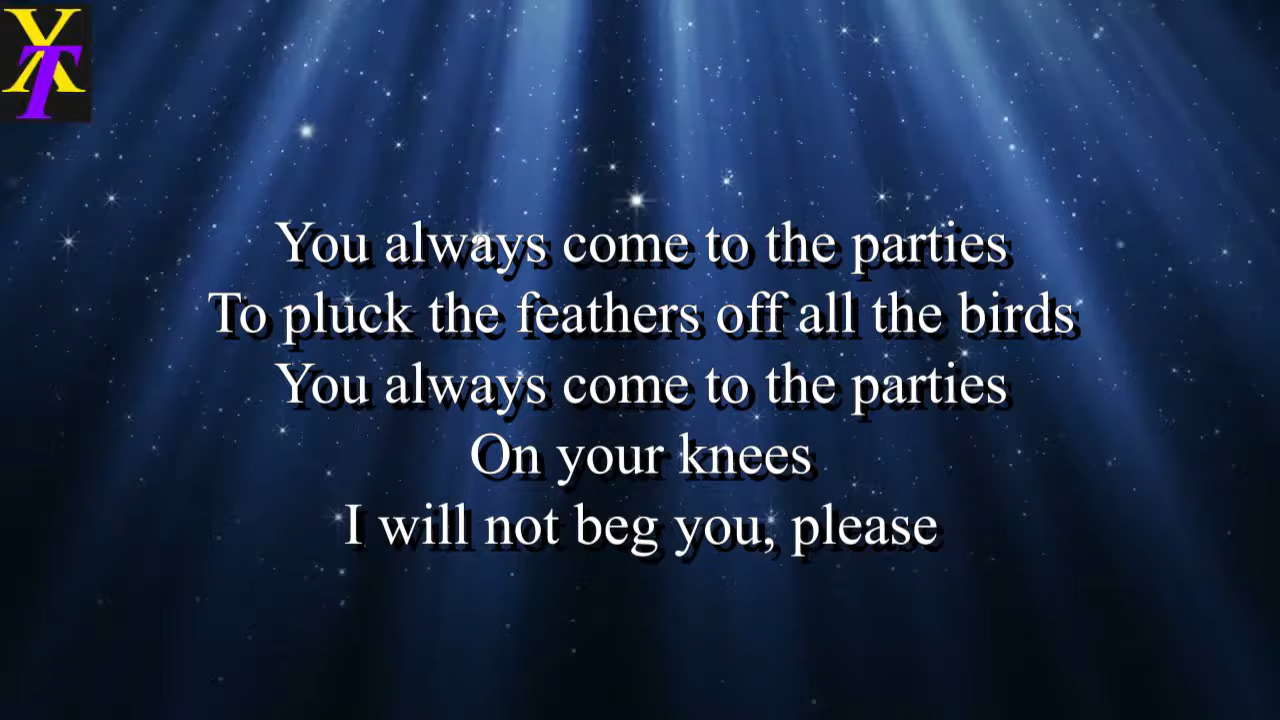 XT
You always come to the parties
To pluck the feathers off all the birds
You always come to the parties
On your knees
I will not beg you, please